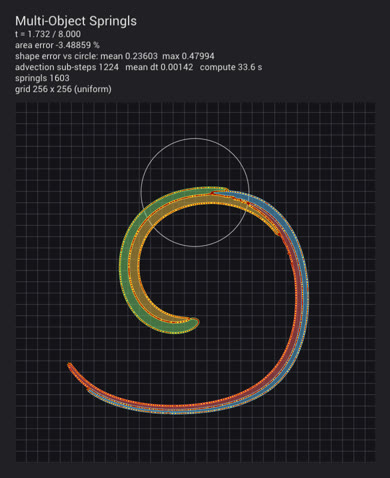 Multi-Object Springls
t = 1.732 / 8.000
area error -3.48859 %
shape error vs circle: mean 0.23603  max 0.47994
advection sub-steps 1224   mean dt 0.00142   compute 33.6 s
springls 1603
grid 256 x 256 (uniform)